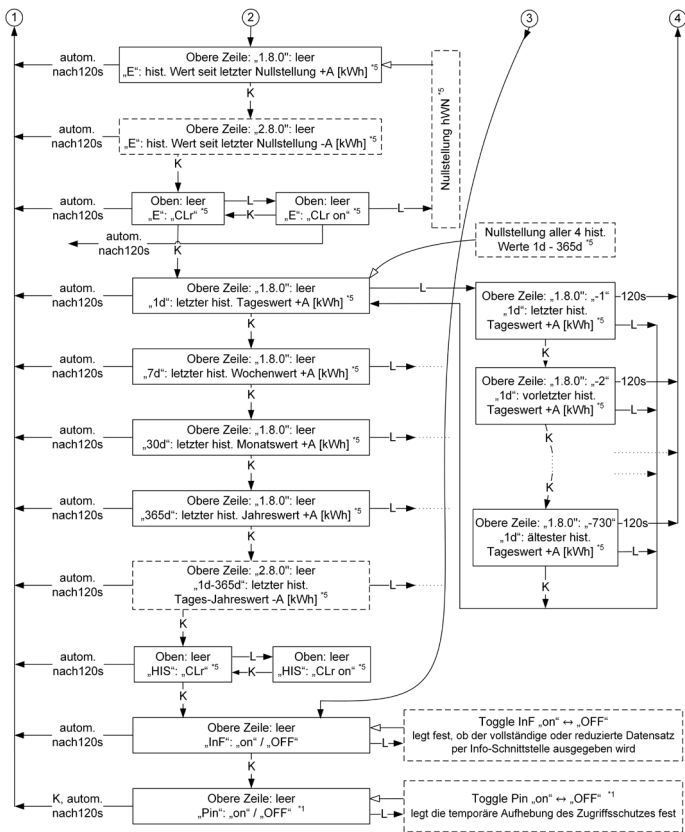 1
2
3
4
autom.
nach120s
Obere Zeile: „1.8.0": leer
„E“: hist. Wert seit letzter Nullstellung +A [kWh] *5
K
Nullstellung hWN *5
autom.
nach120s
Obere Zeile: „2.8.0": leer
„E“: hist. Wert seit letzter Nullstellung -A [kWh] *5
K
autom.
nach120s
Oben: leer
„E“: „CLr“ *5
L
K
Oben: leer
„E“: „CLr on“ *5
L
autom.
nach120s
K
Nullstellung aller 4 hist.
Werte 1d - 365d *5
autom.
nach120s
Obere Zeile: „1.8.0": leer
„1d“: letzter hist. Tageswert +A [kWh] *5
L
K
Obere Zeile: „1.8.0": „-1“
„1d“: letzter hist.
Tageswert +A [kWh] *5
120s
L
K
autom.
nach120s
Obere Zeile: „1.8.0": leer
„7d“: letzter hist. Wochenwert +A [kWh] *5
L
K
Obere Zeile: „1.8.0": „-2“
„1d“: vorletzter hist.
Tageswert +A [kWh] *5
120s
L
K
K
autom.
nach120s
Obere Zeile: „1.8.0": leer
„30d“: letzter hist. Monatswert +A [kWh] *5
L
K
autom.
nach120s
Obere Zeile: „1.8.0": leer
„365d“: letzter hist. Jahreswert +A [kWh] *5
L
K
Obere Zeile: „1.8.0": „-730“
„1d“: ältester hist.
Tageswert +A [kWh] *5
120s
L
K
autom.
nach120s
Obere Zeile: „2.8.0": leer
„1d-365d“: letzter hist.
Tages-Jahreswert -A [kWh] *5
L
K
autom.
nach120s
Oben: leer
„HIS“: „CLr“ *5
L
K
Oben: leer
„HIS“: „CLr on“ *5
K
autom.
nach120s
Obere Zeile: leer
„InF“: „on“ / „OFF“
L
Toggle InF „on“ ↔ „OFF“
legt fest, ob der vollständige oder reduzierte Datensatz
per Info-Schnittstelle ausgegeben wird
K
K, autom.
nach120s
Obere Zeile: leer
„Pin“: „on“ / „OFF“ *1
L
Toggle Pin „on“ ↔ „OFF“ *1
legt die temporäre Aufhebung des Zugriffsschutzes fest